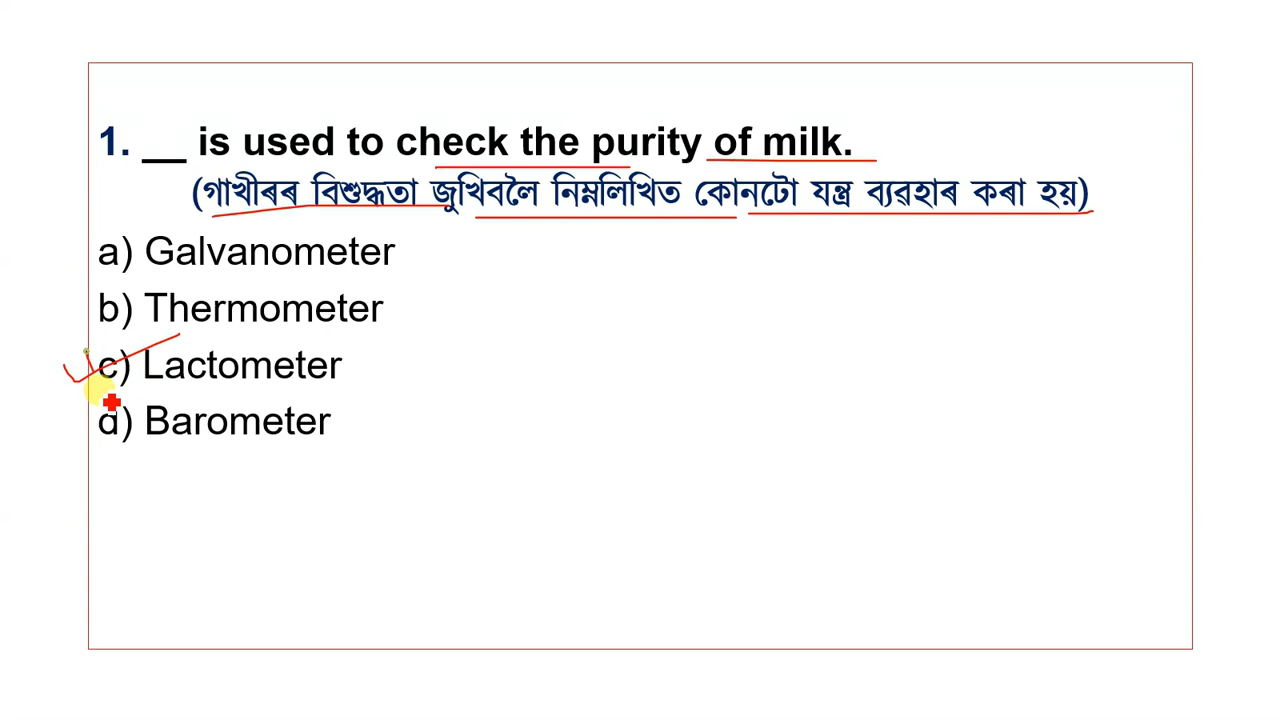 1. __ is used to check the purity of milk.
(গাখীৰৰ বিশুদ্ধতা জুখিবলৈ নিম্নলিখিত কোনটো যন্ত্ৰ ব্যৱহাৰ কৰা হয়)
a) Galvanometer
b) Thermometer
c) Lactometer
d) Barometer